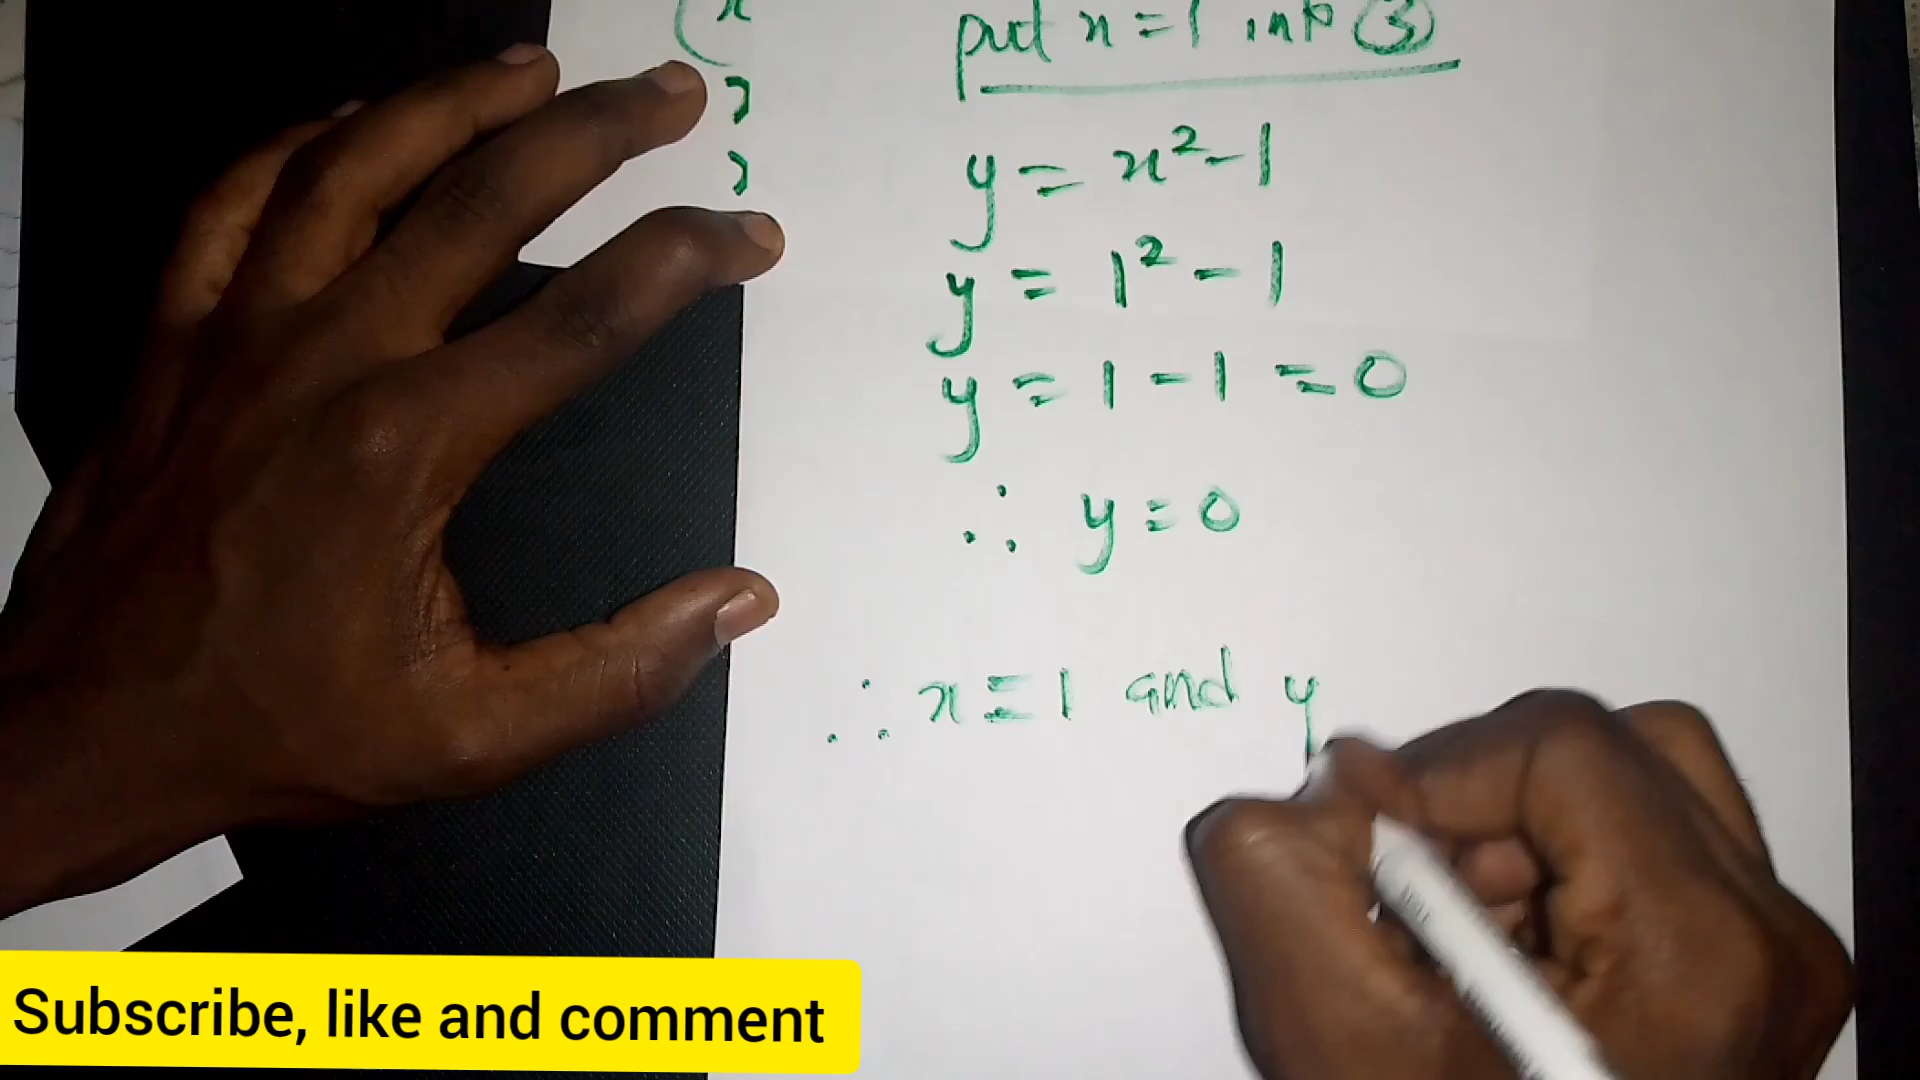 (x
put x = 1 into ③
y = x² - 1
y = 1² - 1
y = 1 - 1 = 0
∴ y = 0
∴ x = 1 and y
Subscribe, like and comment